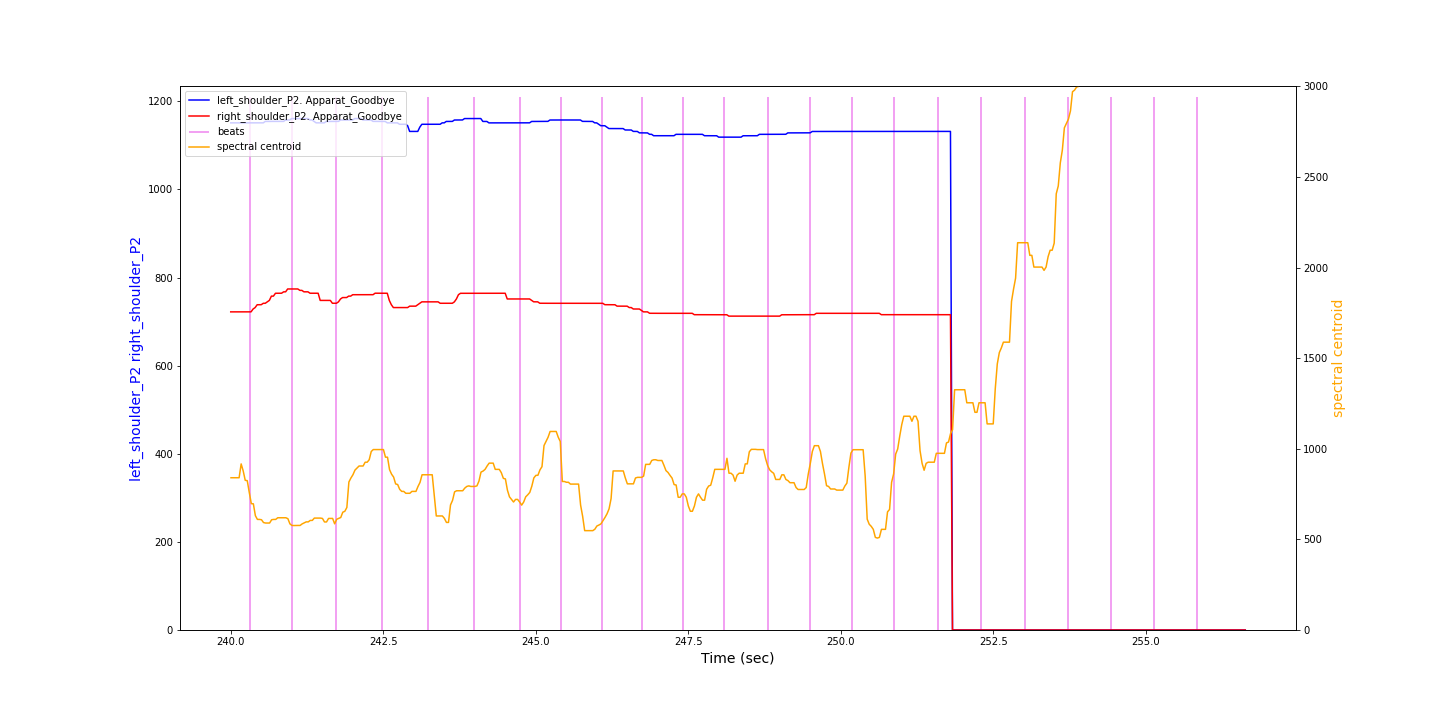 left_shoulder_P2. Apparat_Goodbye
right_shoulder_P2. Apparat_Goodbye
beats
spectral centroid
1200
1000
800
600
400
200
0
left_shoulder_P2 right_shoulder_P2
3000
2500
2000
1500
1000
500
0
spectral centroid
240.0 242.5 245.0 247.5 250.0 252.5 255.0
Time (sec)